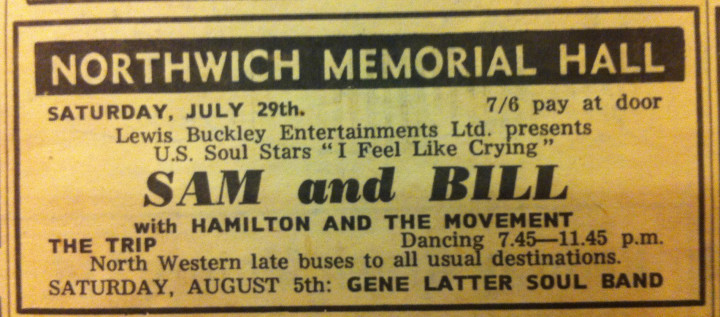 NORTHWICH MEMORIAL HALL
SATURDAY, JULY 29th. 7/6 pay at door
Lewis Buckley Entertainments Ltd. presents
U.S. Soul Stars "I Feel Like Crying"
SAM and BILL
with HAMILTON AND THE MOVEMENT
THE TRIP Dancing 7.45—11.45 p.m.
North Western late buses to all usual destinations.
SATURDAY, AUGUST 5th: GENE LATTER SOUL BAND